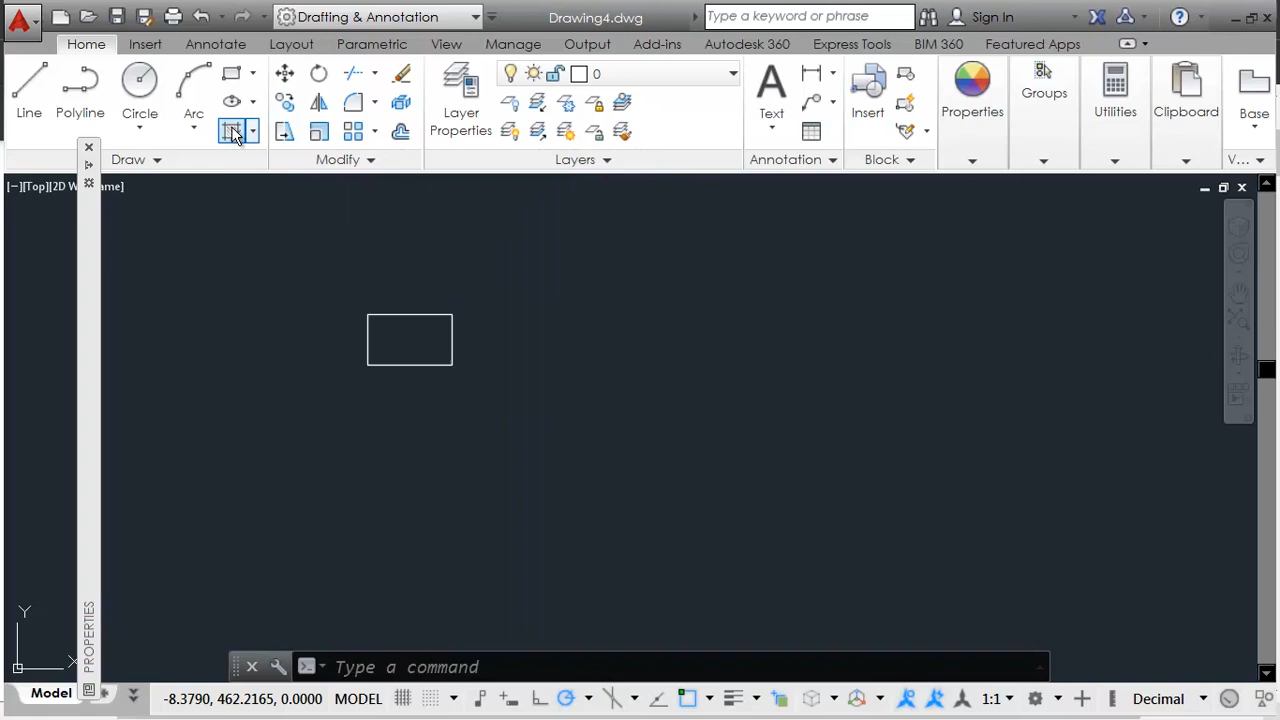 Drafting & Annotation
Drawing4.dwg
Type a keyword or phrase
Sign In
Home Insert Annotate Layout Parametric View Manage Output Add-ins Autodesk 360 Express Tools BIM 360 Featured Apps
0
Line Polyline Circle Arc
Layer Properties
Text
Insert
Properties
Groups
Utilities
Clipboard
Base
Draw Modify Layers Annotation Block V...
[−][Top][2D W ame]
Y
X
PROPERTIES
Type a command
Model
-8.3790, 462.2165, 0.0000 MODEL
1:1
Decimal